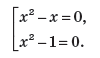 x² − x = 0,
x² − 1 = 0.